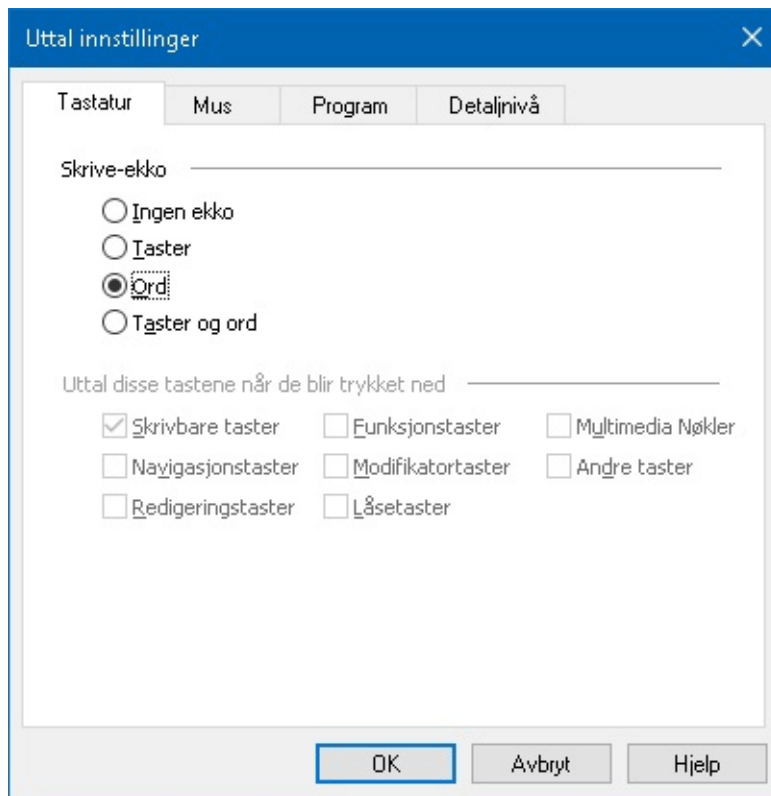 Uttal innstillinger
Tastatur Mus Program Detaljnivå
Skrive-ekko
Ingen ekko
Taster
Ord
Taster og ord
Uttal disse tastene når de blir trykket ned
Skrivbare taster Funksjonstaster Multimedia Nøkler
Navigasjonstaster Modifikatortaster Andre taster
Redigeringstaster Låsetaster
OK Avbryt Hjelp